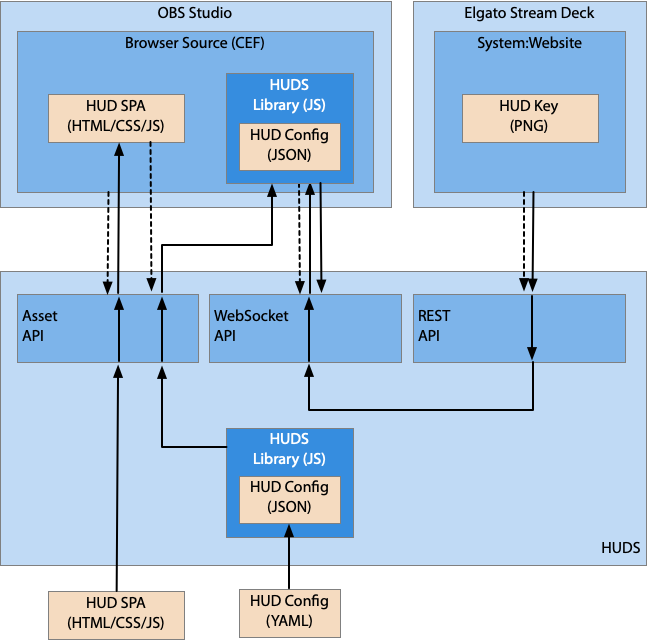 OBS Studio
Elgato Stream Deck
Browser Source (CEF)
System:Website
HUD SPA
(HTML/CSS/JS)
HUDS
Library (JS)
HUD Config
(JSON)
HUD Key
(PNG)
Asset
API
WebSocket
API
REST
API
HUDS
Library (JS)
HUD Config
(JSON)
HUDS
HUD SPA
(HTML/CSS/JS)
HUD Config
(YAML)